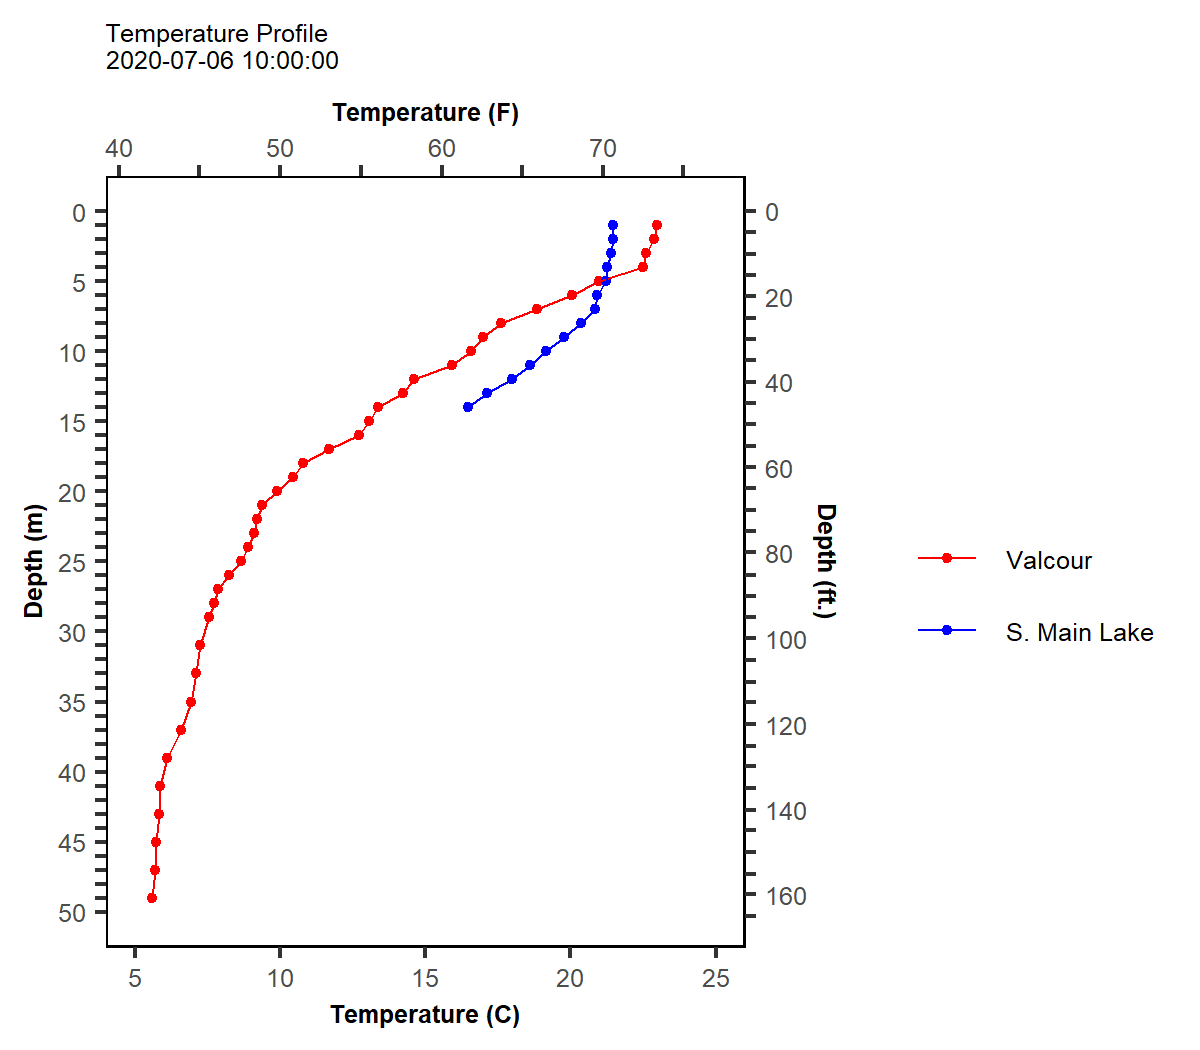 Temperature Profile
2020-07-06 10:00:00
Temperature (F)
40 50 60 70
0
5
10
15
20
25
30
35
40
45
50
Depth (m)
0
20
40
60
80
100
120
140
160
Depth (ft.)
Valcour
S. Main Lake
5 10 15 20 25
Temperature (C)